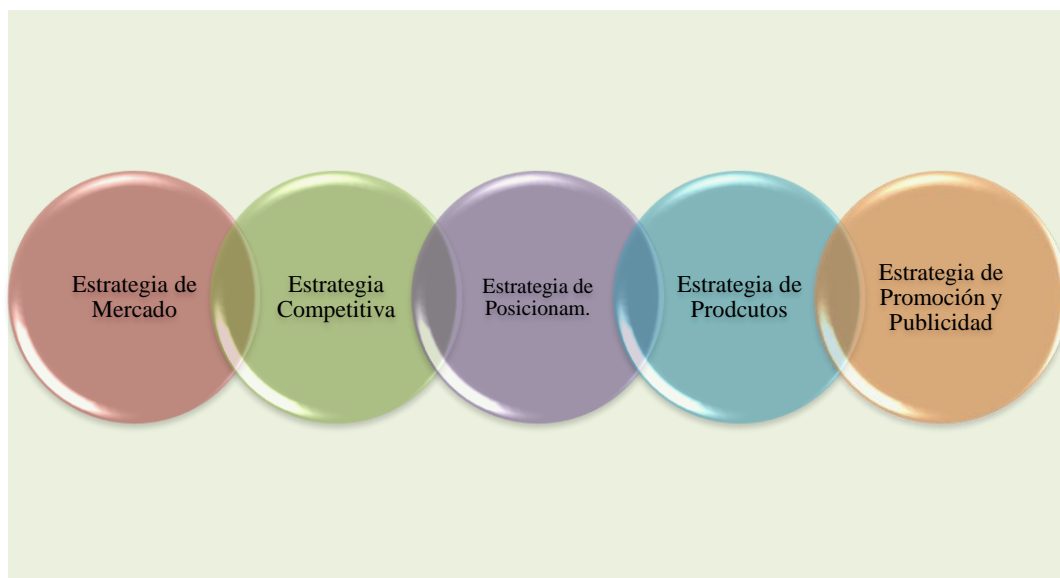 Estrategia de
Mercado
Estrategia
Competitiva
Estrategia de
Posicionam.
Estrategia de
Prodcutos
Estrategia de
Promoción y
Publicidad